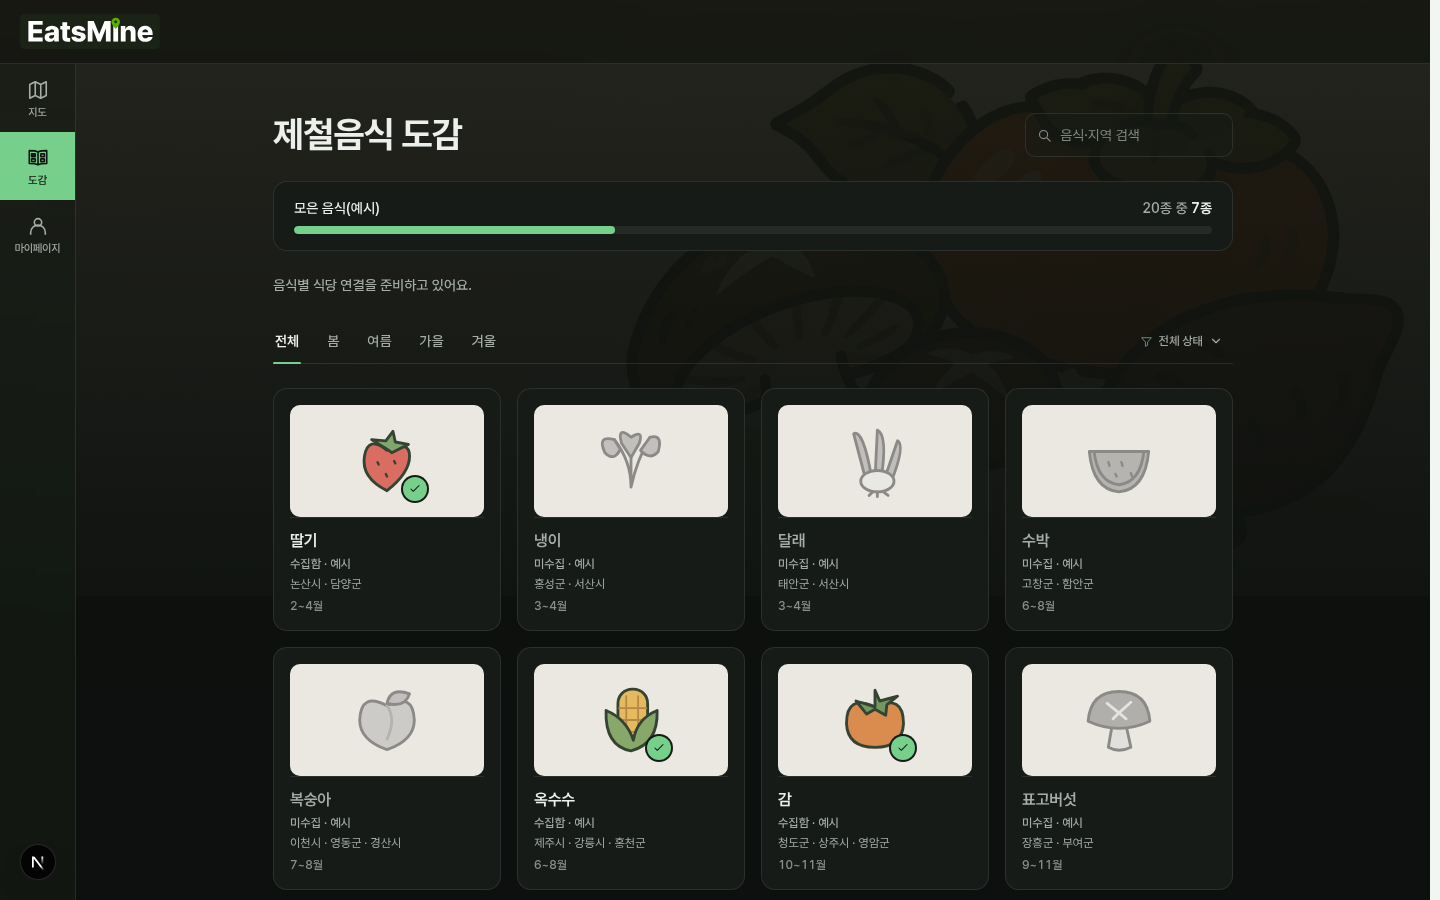 EatsMine
지도
도감
마이페이지
제철음식 도감
음식·지역 검색
모은 음식(예시)
20종 중 7종
음식별 식당 연결을 준비하고 있어요.
전체 봄 여름 가을 겨울
전체 상태
딸기
수집함 · 예시
논산시 · 담양군
2~4월
냉이
미수집 · 예시
홍성군 · 서산시
3~4월
달래
미수집 · 예시
태안군 · 서산시
3~4월
수박
미수집 · 예시
고창군 · 함안군
6~8월
복숭아
미수집 · 예시
이천시 · 영동군 · 경산시
7~8월
옥수수
수집함 · 예시
제주시 · 강릉시 · 홍천군
6~8월
감
수집함 · 예시
청도군 · 상주시 · 영암군
10~11월
표고버섯
미수집 · 예시
장흥군 · 부여군
9~11월
N